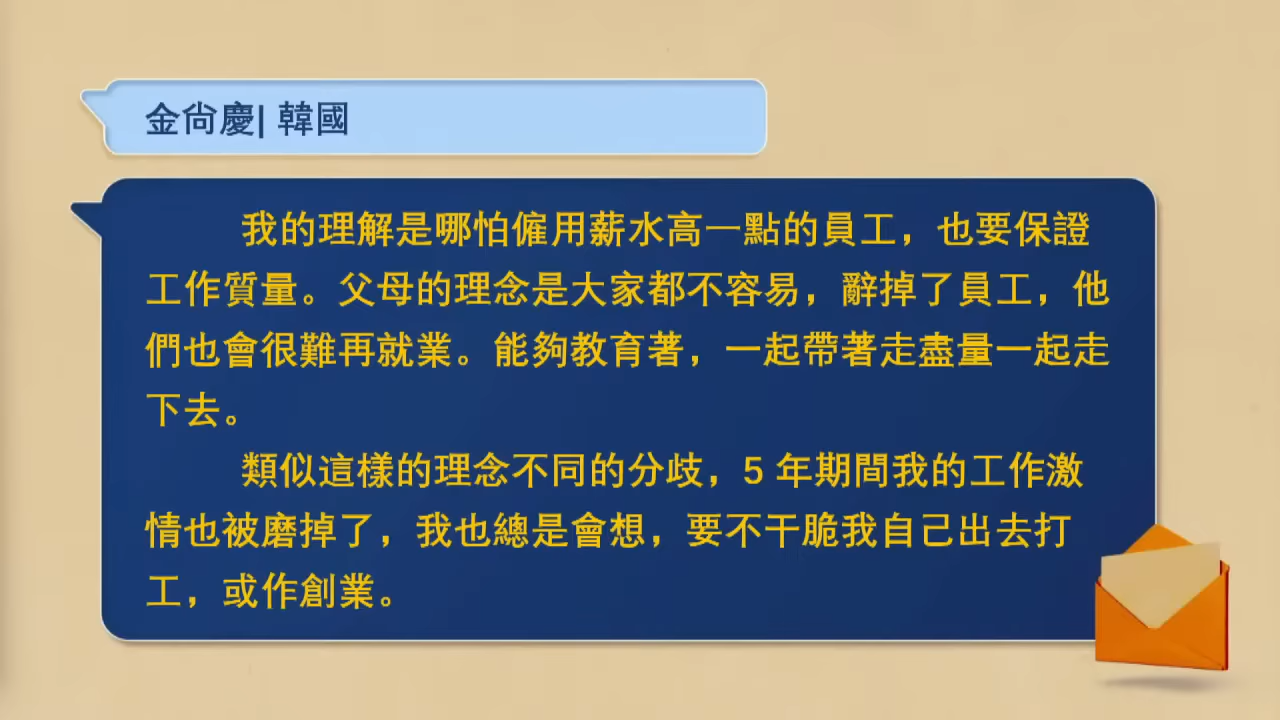 金尙慶| 韓國
我的理解是哪怕僱用薪水高一點的員工，也要保證
工作質量。父母的理念是大家都不容易，辭掉了員工，他
們也會很難再就業。能夠教育著，一起帶著走盡量一起走
下去。
類似這樣的理念不同的分歧，5 年期間我的工作激
情也被磨掉了，我也總是會想，要不干脆我自己出去打
工，或作創業。